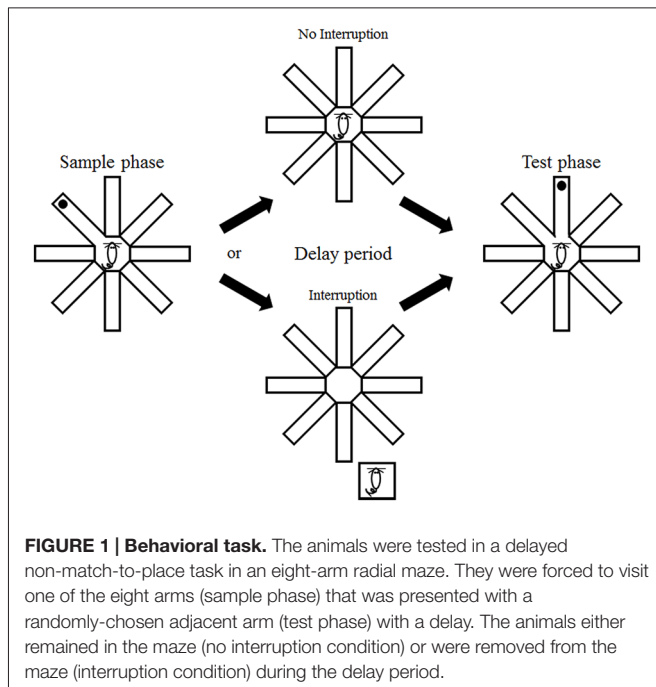 No Interruption
Sample phase
Test phase
or
Delay period
Interruption
FIGURE 1 | Behavioral task. The animals were tested in a delayed
non-match-to-place task in an eight-arm radial maze. They were forced to visit
one of the eight arms (sample phase) that was presented with a
randomly-chosen adjacent arm (test phase) with a delay. The animals either
remained in the maze (no interruption condition) or were removed from the
maze (interruption condition) during the delay period.